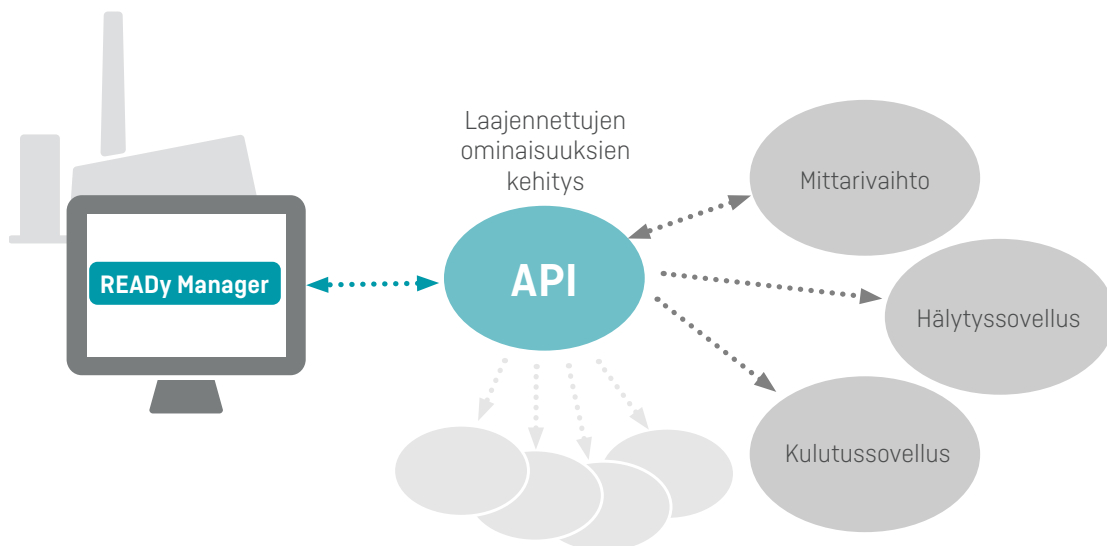 Laajennettujen
ominaisuuksien
kehitys
READy Manager
API
Mittarivaihto
Hälytyssovellus
Kulutussovellus